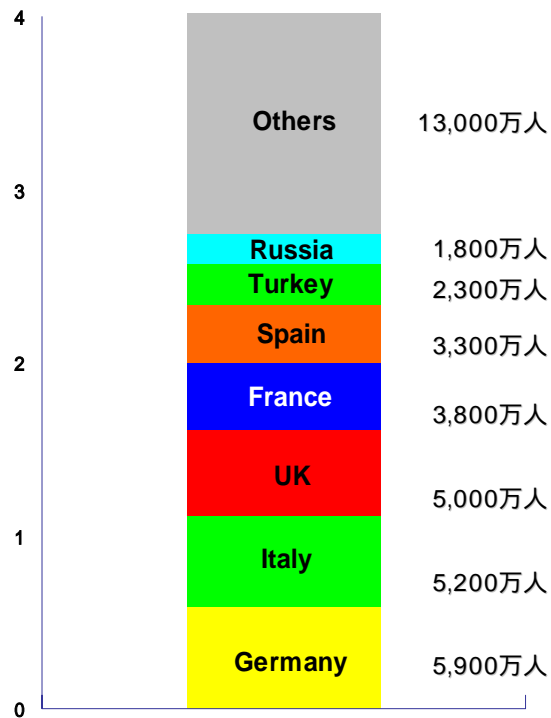 4
Others 13,000万人
3
Russia 1,800万人
Turkey 2,300万人
Spain 3,300万人
2
France 3,800万人
UK 5,000万人
1
Italy 5,200万人
Germany 5,900万人
0